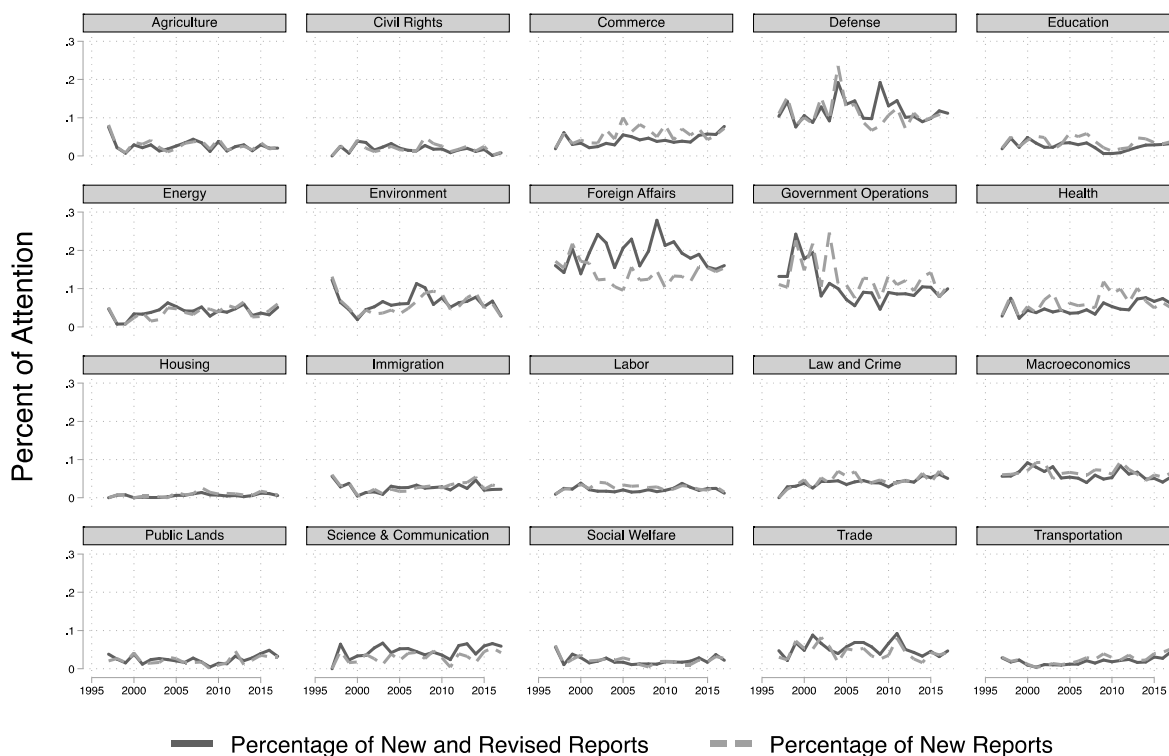 Agriculture Civil Rights Commerce Defense Education
.3
.2
.1
0
Energy Environment Foreign Affairs Government Operations Health
.3
.2
.1
0
Housing Immigration Labor Law and Crime Macroeconomics
.3
.2
.1
0
Public Lands Science & Communication Social Welfare Trade Transportation
.3
.2
.1
0
1995 2000 2005 2010 2015 1995 2000 2005 2010 2015 1995 2000 2005 2010 2015 1995 2000 2005 2010 2015 1995 2000 2005 2010 2015
Percent of Attention
Percentage of New and Revised Reports Percentage of New Reports